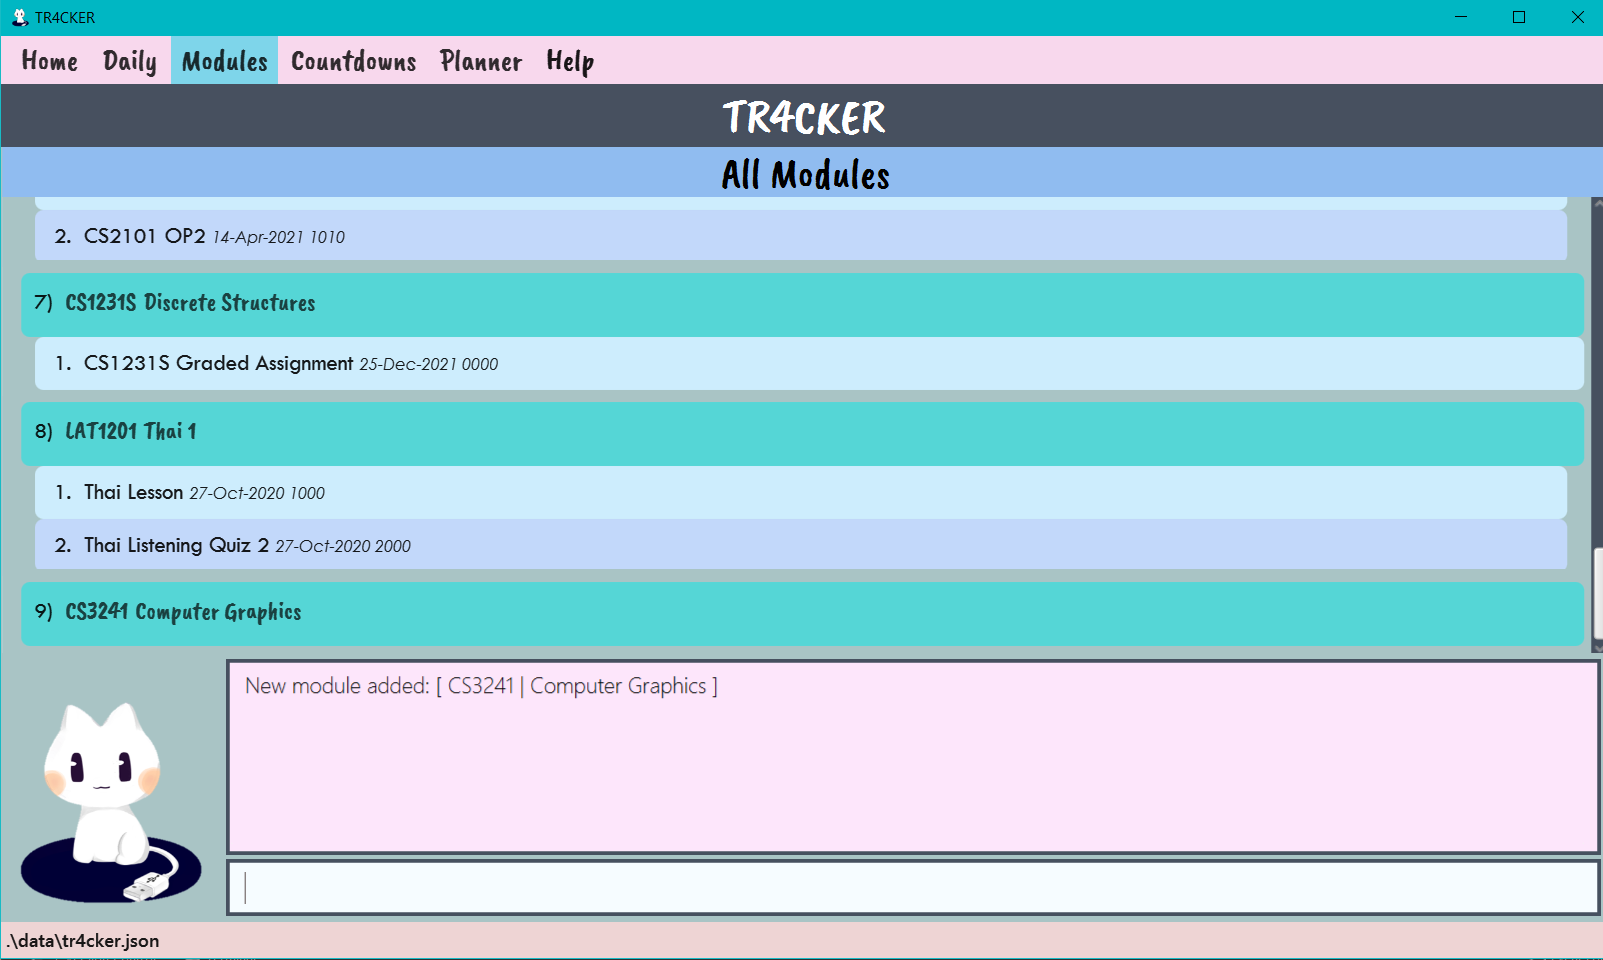 TR4CKER
Home Daily Modules Countdowns Planner Help
TR4CKER
All Modules
2. CS2101 OP2 14-Apr-2021 1010
7) CS1231S Discrete Structures
1. CS1231S Graded Assignment 25-Dec-2021 0000
8) LAT1201 Thai 1
1. Thai Lesson 27-Oct-2020 1000
2. Thai Listening Quiz 2 27-Oct-2020 2000
9) CS3241 Computer Graphics
New module added: [ CS3241 | Computer Graphics ]
.\data\tr4cker.json